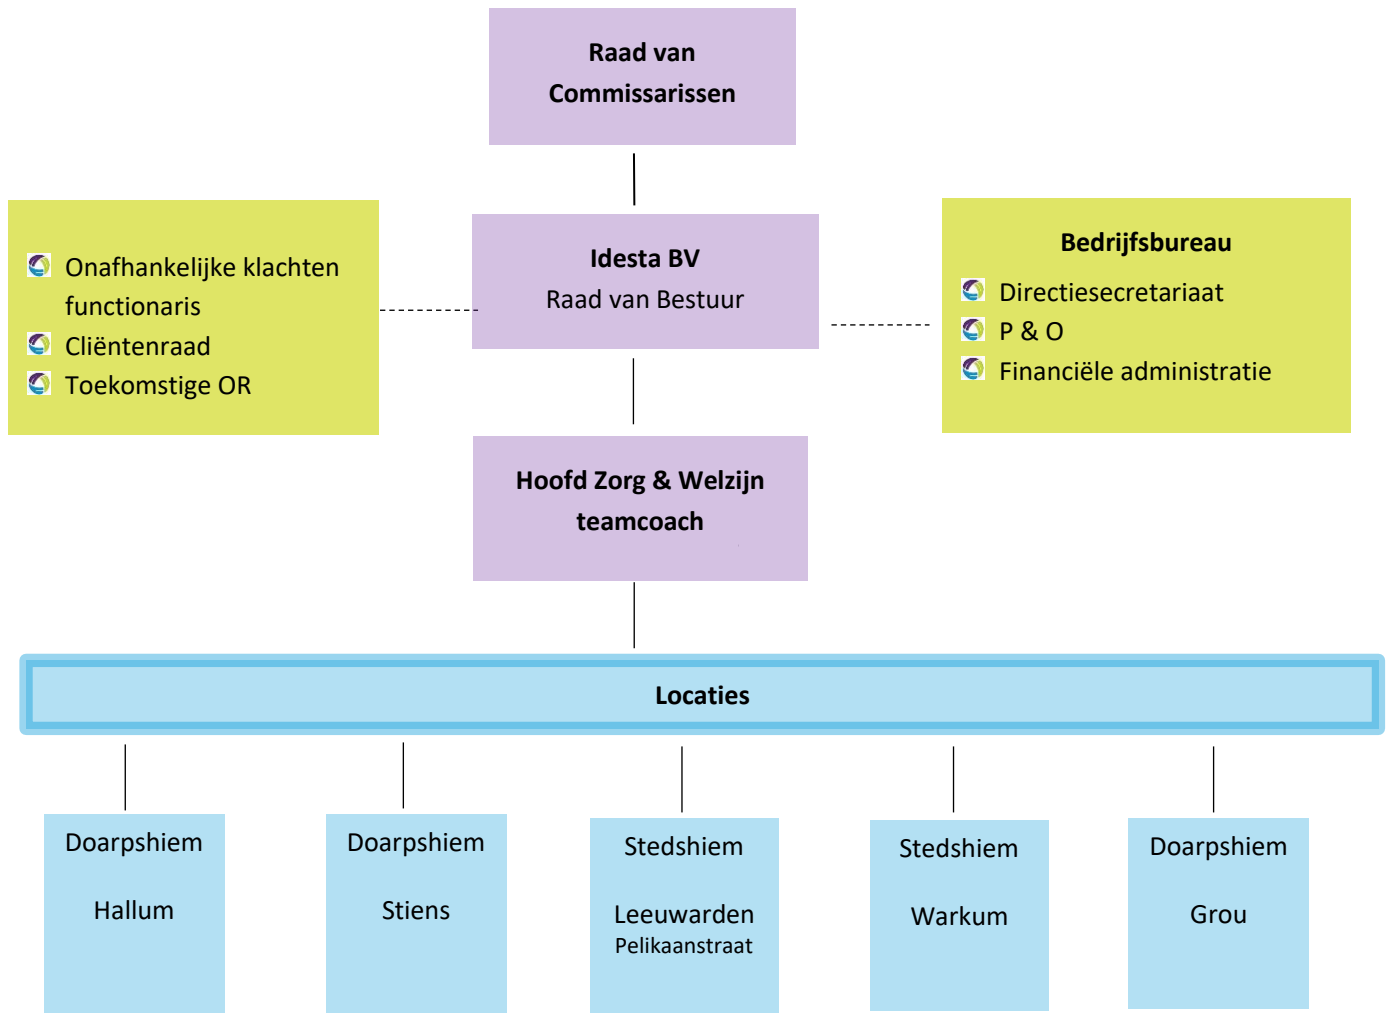 Raad van
Commissarissen
Onafhankelijke klachten
functionaris
Cliëntenraad
Toekomstige OR
Idesta BV
Raad van Bestuur
Bedrijfsbureau
Directiesecretariaat
P & O
Financiële administratie
Hoofd Zorg & Welzijn
teamcoach
Locaties
Doarpshiem
Hallum
Doarpshiem
Stiens
Stedshiem
Leeuwarden
Pelikaanstraat
Stedshiem
Warkum
Doarpshiem
Grou